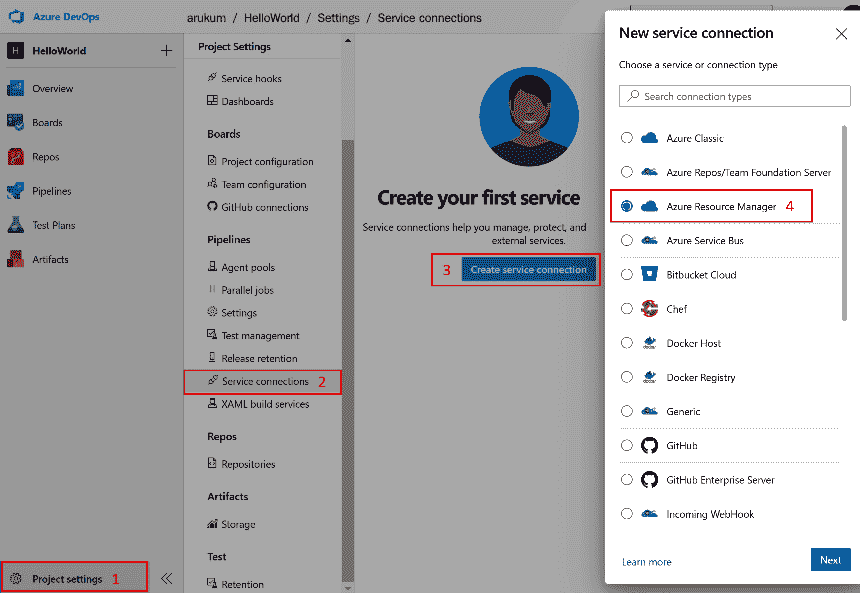 Azure DevOps
arukum / HelloWorld / Settings / Service connections
H HelloWorld
Overview
Boards
Repos
Pipelines
Test Plans
Artifacts
Project settings 1
Project Settings
Service hooks
Dashboards
Boards
Project configuration
Team configuration
GitHub connections
Pipelines
Agent pools
Parallel jobs
Settings
Test management
Release retention
Service connections 2
XAML build services
Repos
Repositories
Artifacts
Storage
Test
Retention
Create your first service
Service connections help you manage, protect, and
external services.
3 Create service connection
New service connection
Choose a service or connection type
Search connection types
Azure Classic
Azure Repos/Team Foundation Server
Azure Resource Manager 4
Azure Service Bus
Bitbucket Cloud
Chef
Docker Host
Docker Registry
Generic
GitHub
GitHub Enterprise Server
Incoming WebHook
Learn more
Next